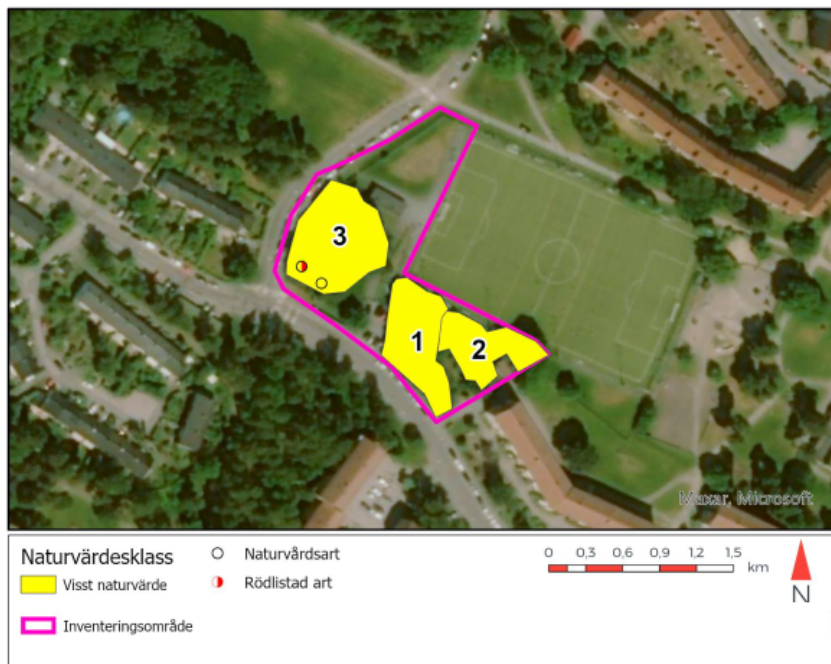 3
1
2
Maxar, Microsoft
Naturvärdesklass
Visst naturvärde
Inventeringsområde
Naturvårdsart
Rödlistad art
0 0,3 0,6 0,9 1,2 1,5
km
N